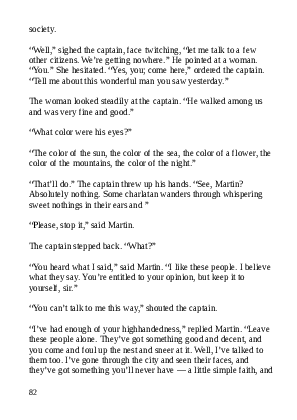 society.
“Well,” sighed the captain, face twitching, “let me talk to a few
other citizens. We’re getting nowhere.” He pointed at a woman.
“You.” She hesitated. “Yes, you; come here,” ordered the captain.
“Tell me about this wonderful man you saw yesterday.”
The woman looked steadily at the captain. “He walked among us
and was very fine and good.”
“What color were his eyes?”
“The color of the sun, the color of the sea, the color of a flower, the
color of the mountains, the color of the night.”
“That’ll do.” The captain threw up his hands. “See, Martin?
Absolutely nothing. Some charlatan wanders through whispering
sweet nothings in their ears and ”
“Please, stop it,” said Martin.
The captain stepped back. “What?”
“You heard what I said,” said Martin. “I like these people. I believe
what they say. You’re entitled to your opinion, but keep it to
yourself, sir.”
“You can’t talk to me this way,” shouted the captain.
“I’ve had enough of your highhandedness,” replied Martin. “Leave
these people alone. They’ve got something good and decent, and
you come and foul up the nest and sneer at it. Well, I’ve talked to
them too. I’ve gone through the city and seen their faces, and
they’ve got something you’ll never have — a little simple faith, and
82